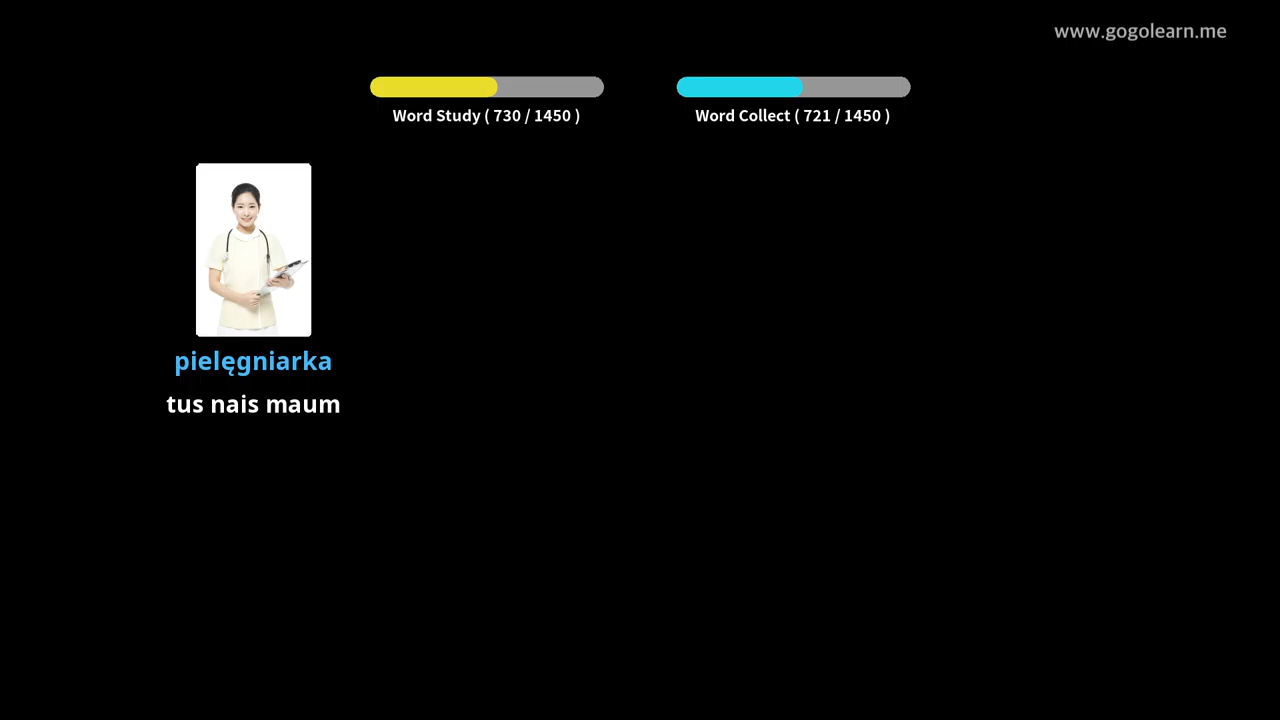 www.gogolearn.me
Word Study ( 730 / 1450 )
Word Collect ( 721 / 1450 )
pielęgniarka
tus nais maum